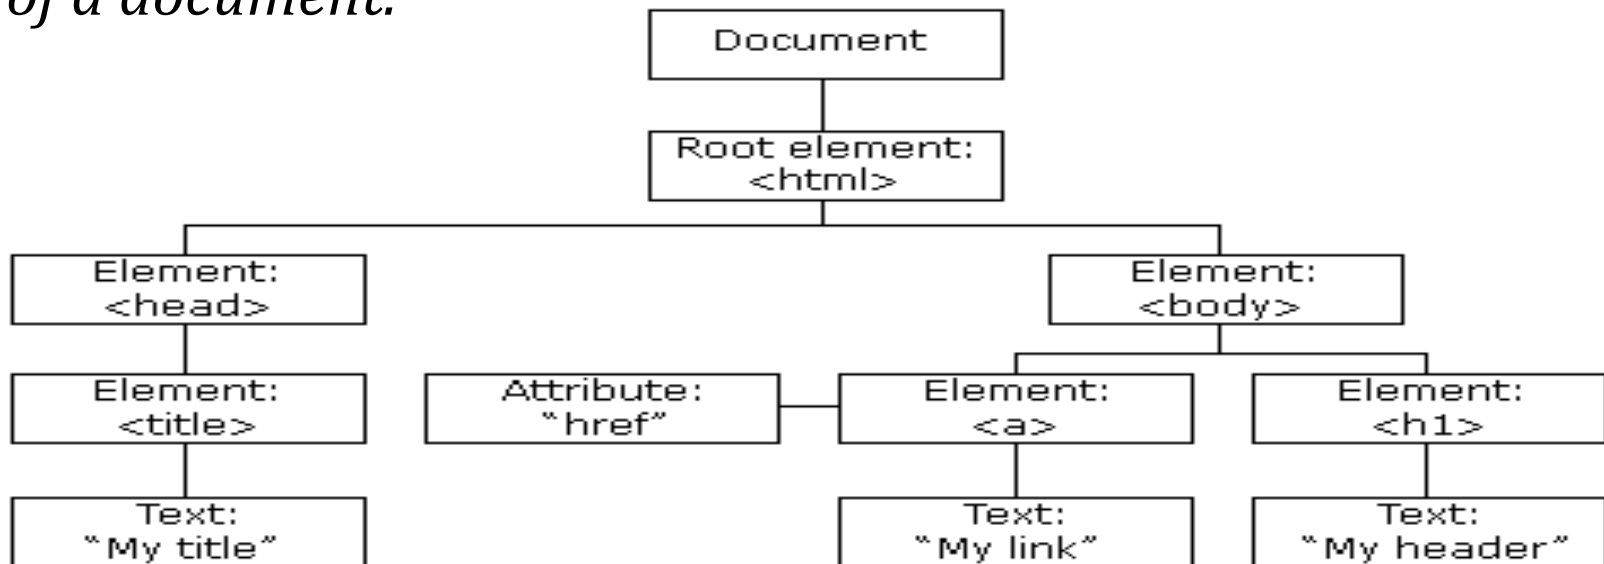 of a document.
Document
Root element:
<html>
Element:
<head>
Element:
<body>
Element:
<title>
Attribute:
“href”
Element:
<a>
Element:
<h1>
Text:
“My title”
Text:
“My link”
Text:
“My header”